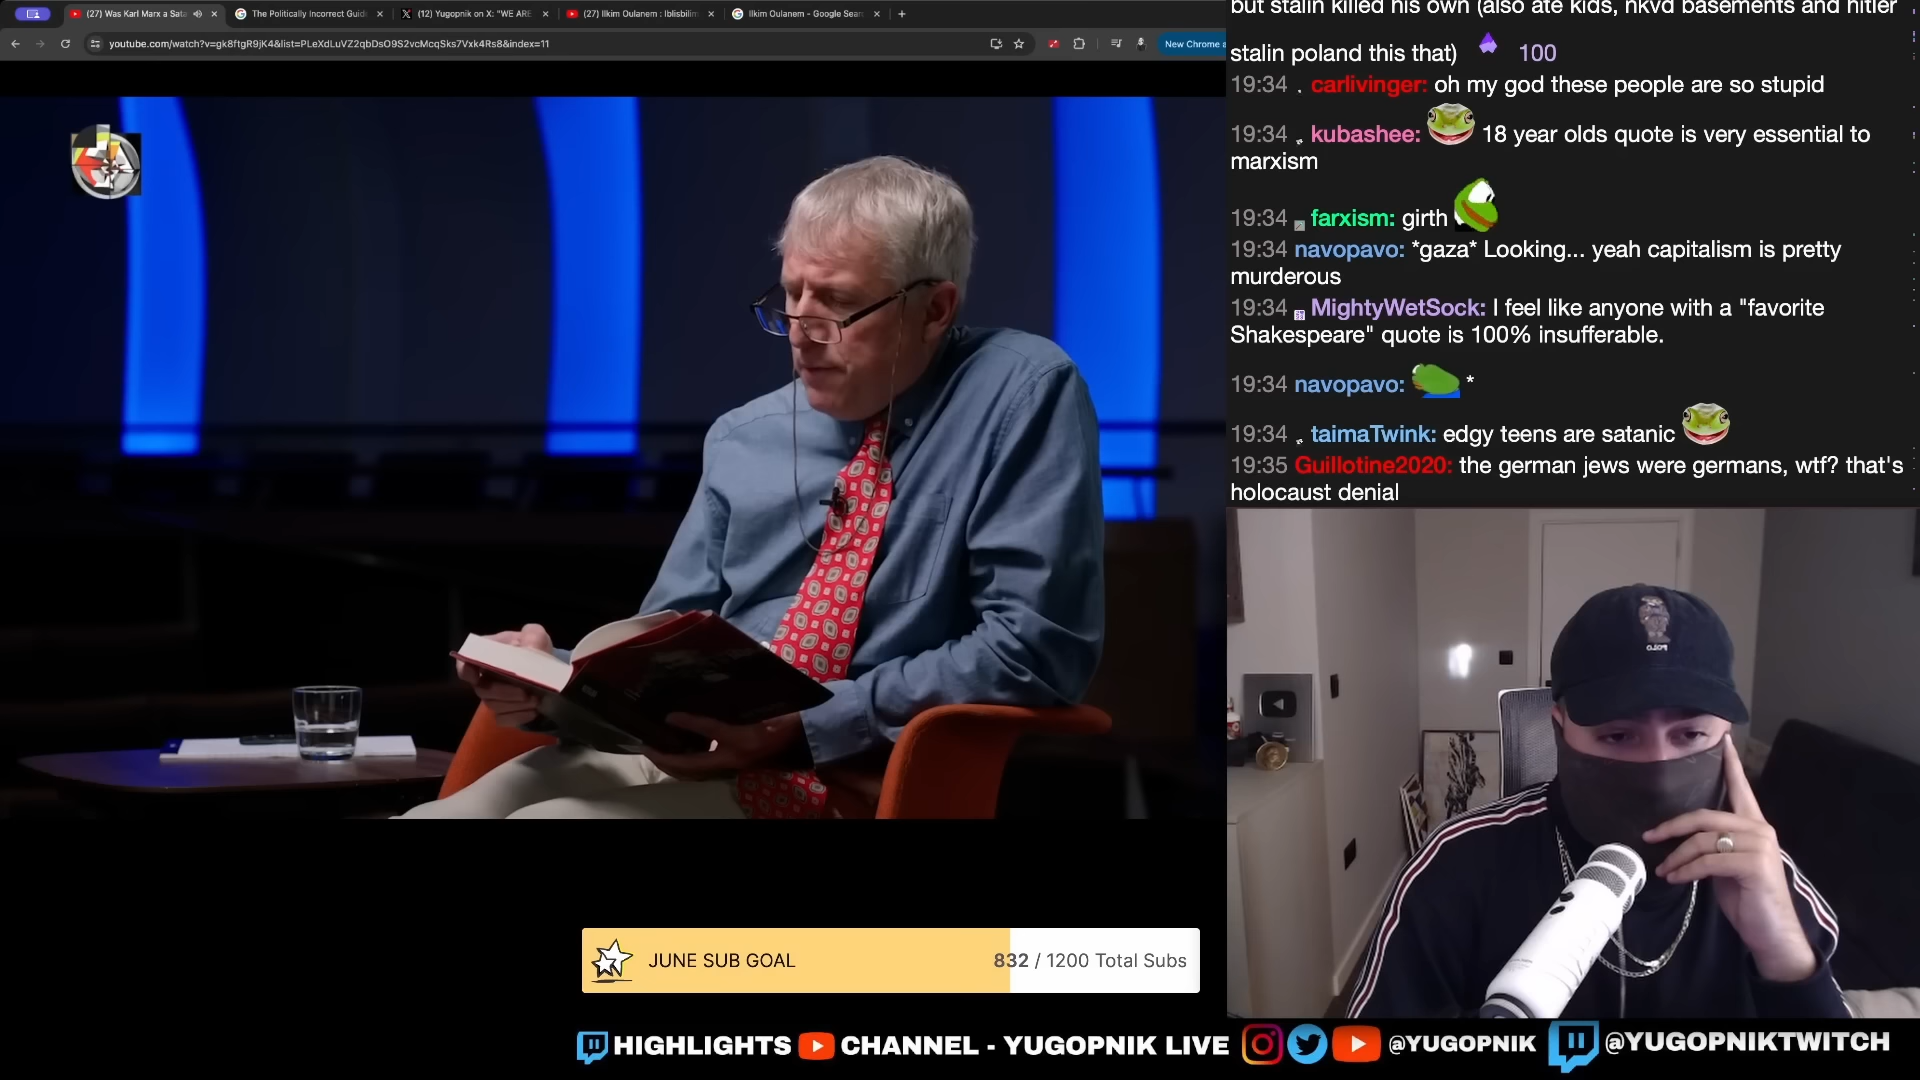 (27) Was Karl Marx a Sata
The Politically Incorrect Guid
(12) Yugopnik on X: "WE ARE
(27) Ilkim Oulanem : Iblisbilim
Ilkim Oulanem - Google Sear
youtube.com/watch?v=gk8ftgR9jK4&list=PLeXdLuVZ2qbDsO9S2vcMcqSks7Vxk4Rs8&index=11
New Chrome a
but stalin killed his own (also ate kids, nkvd basements and hitler
stalin poland this that) 100
19:34 carlivinger: oh my god these people are so stupid
19:34 kubashee: 18 year olds quote is very essential to
marxism
19:34 farxism: girth
19:34 navopavo: *gaza* Looking... yeah capitalism is pretty
murderous
19:34 MightyWetSock: I feel like anyone with a "favorite
Shakespeare" quote is 100% insufferable.
19:34 navopavo: *
19:34 taimaTwink: edgy teens are satanic
19:35 Guillotine2020: the german jews were germans, wtf? that's
holocaust denial
POLO
JUNE SUB GOAL
832 / 1200 Total Subs
HIGHLIGHTS CHANNEL - YUGOPNIK LIVE @YUGOPNIK @YUGOPNIKTWITCH